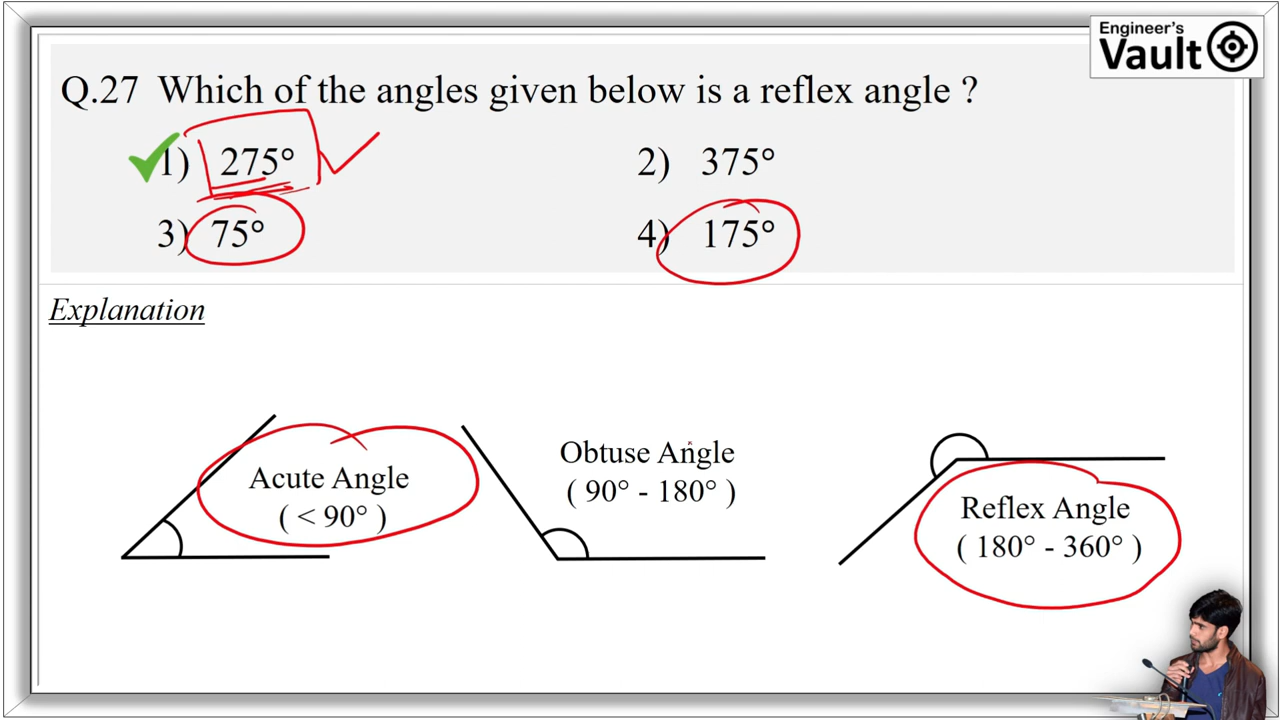 Engineer's
Vault
Q.27 Which of the angles given below is a reflex angle ?
1) 275° 2) 375°
3) 75° 4) 175°
Explanation
Acute Angle
( < 90° )
Obtuse Angle
( 90° - 180° )
Reflex Angle
( 180° - 360° )